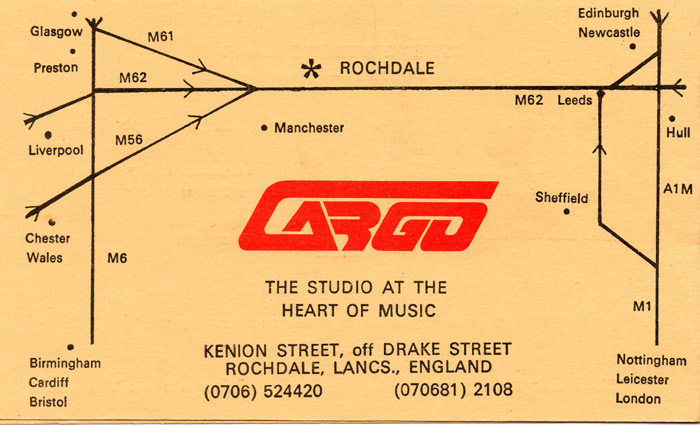 Glasgow
Preston
M61
M62
M56
Liverpool
Chester
Wales
M6
Birmingham
Cardiff
Bristol
* ROCHDALE
Manchester
Edinburgh
Newcastle
M62 Leeds
Hull
Sheffield
A1M
M1
Nottingham
Leicester
London
CARGO
THE STUDIO AT THE
HEART OF MUSIC
KENION STREET, off DRAKE STREET
ROCHDALE, LANCS., ENGLAND
(0706) 524420 (070681) 2108